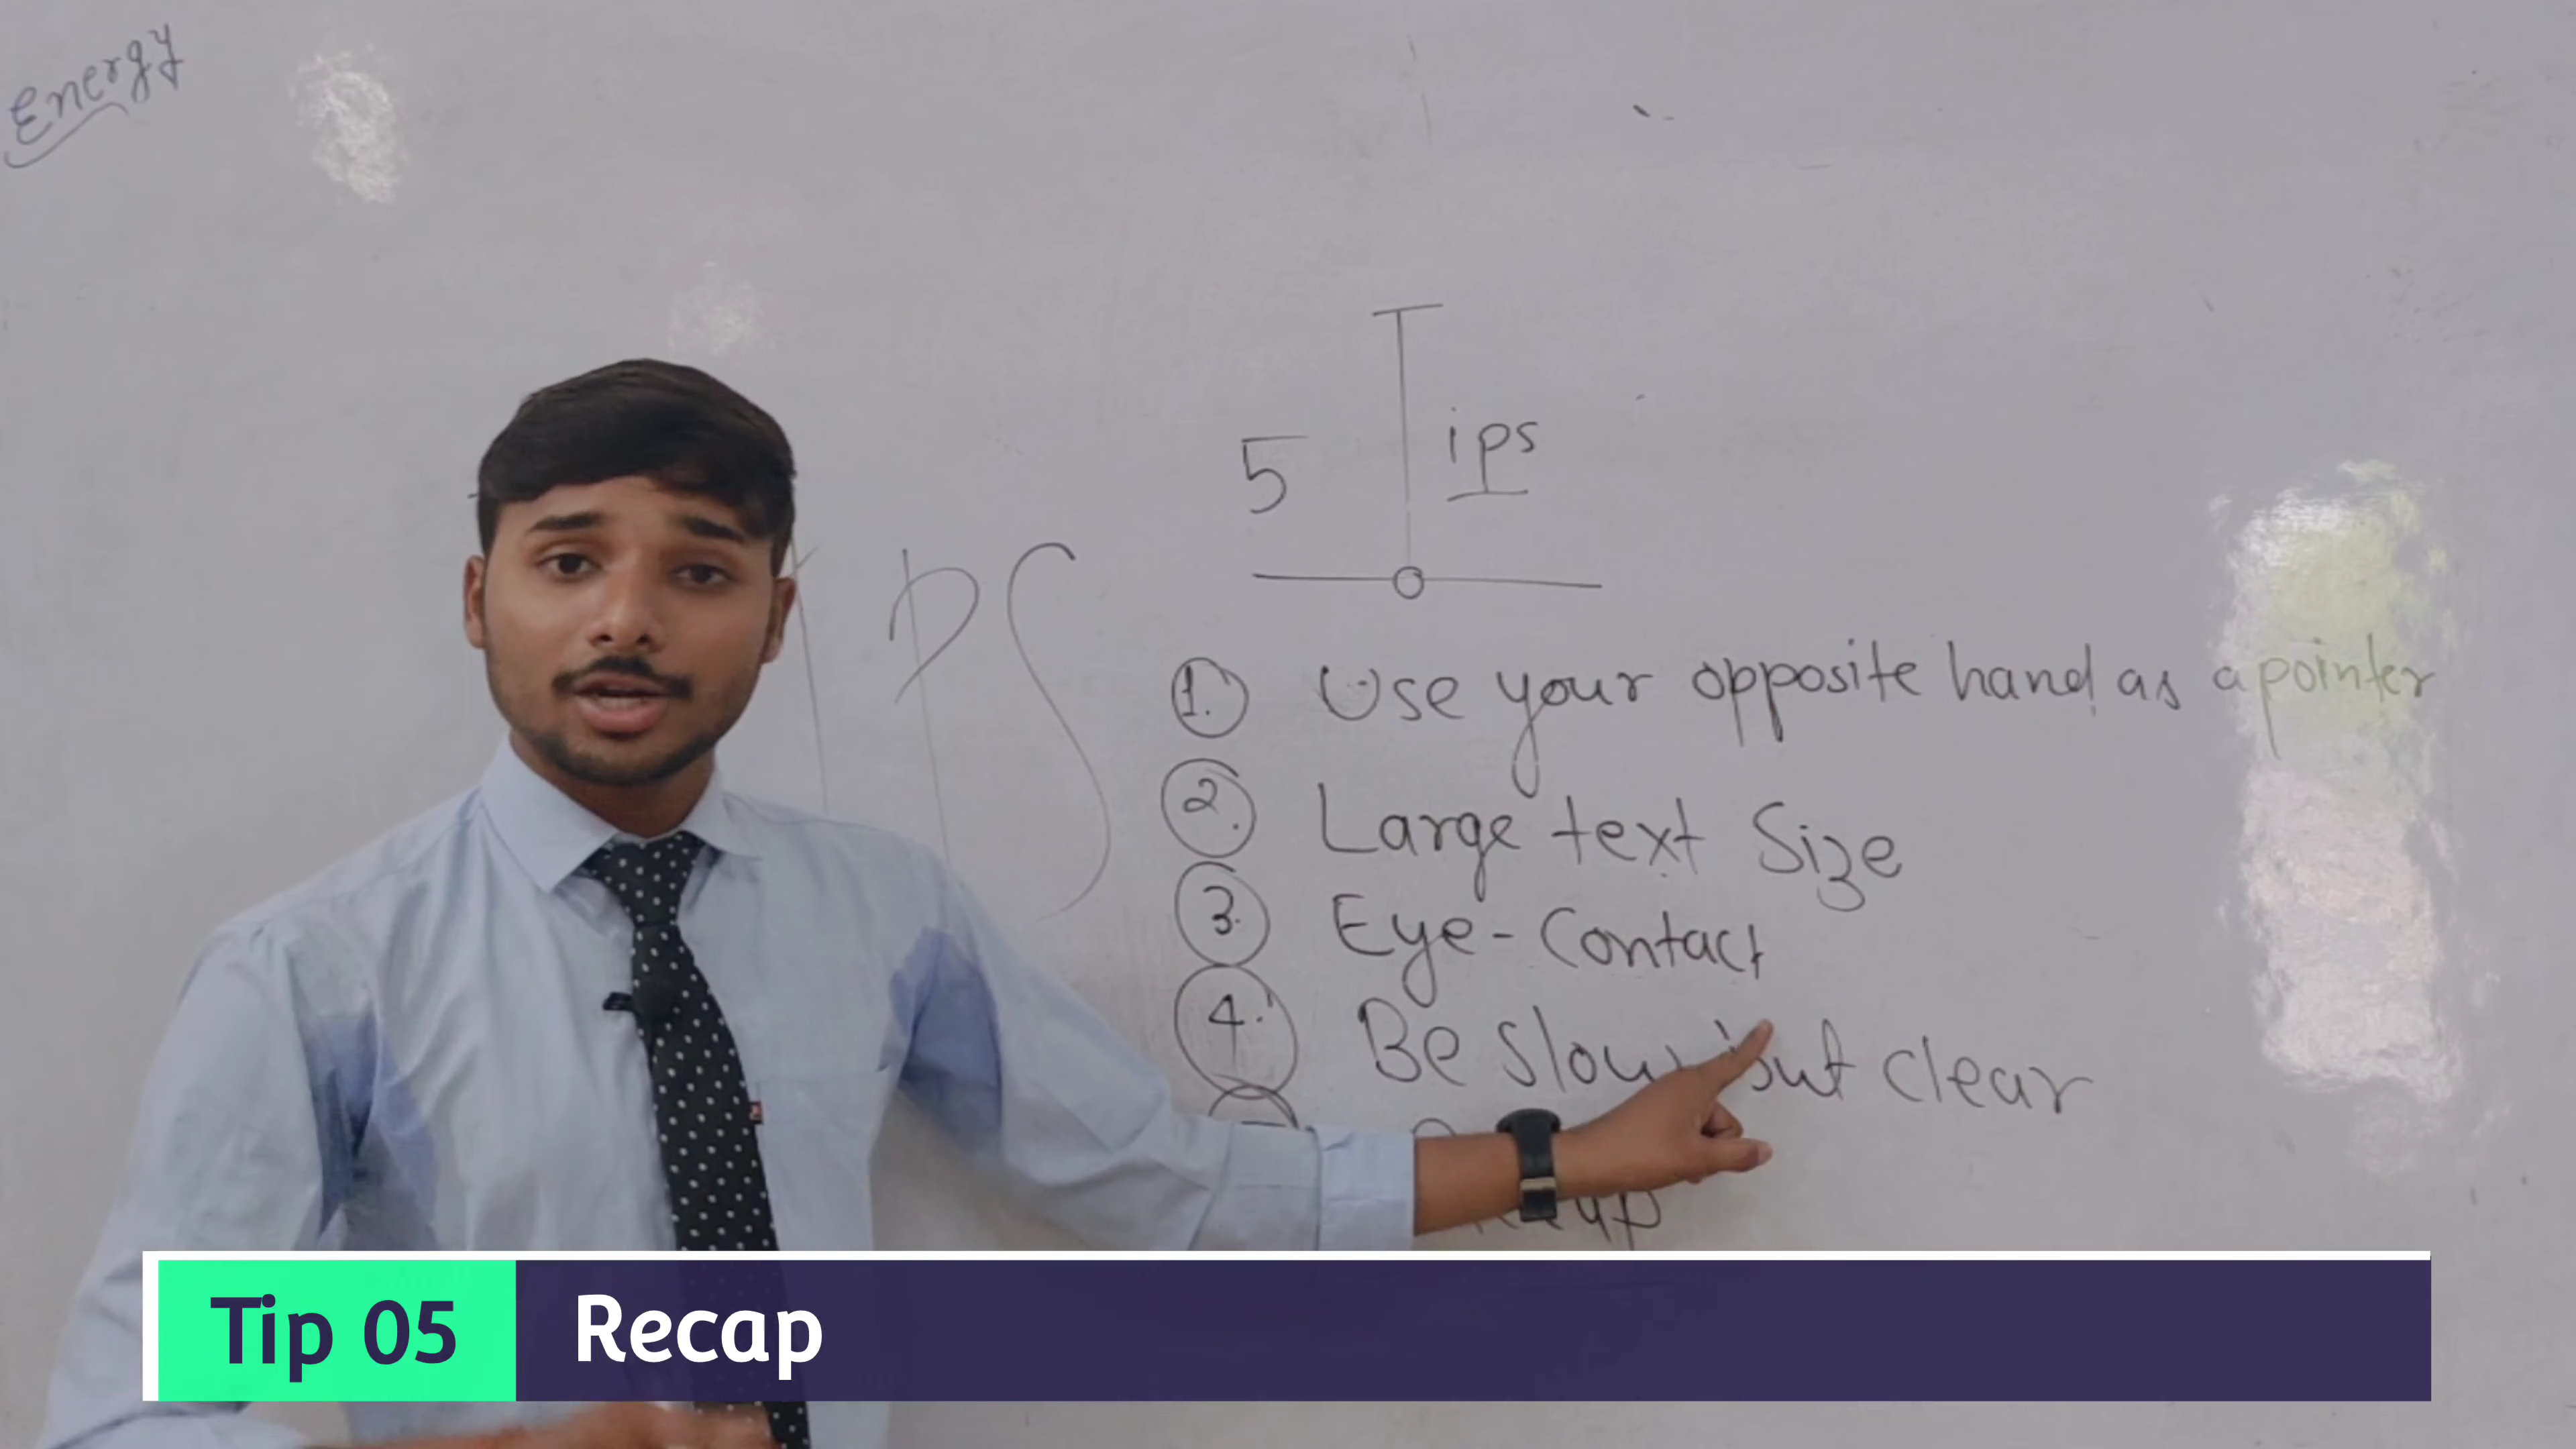 Energy
5 Tips
PS
1. Use your opposite hand as a pointer
2. Large text Size
3. Eye-Contact
4. Be Slow but clear
Tip 05 Recap